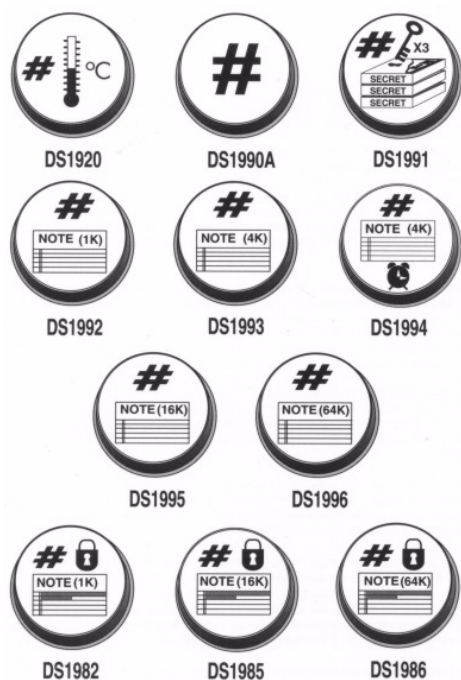 # °C
#
# X3
SECRET
SECRET
SECRET
DS1920 DS1990A DS1991
# # #
NOTE (1K) NOTE (4K) NOTE (4K)
DS1992 DS1993 DS1994
# #
NOTE (16K) NOTE (64K)
DS1995 DS1996
# # #
NOTE (1K) NOTE (16K) NOTE (64K)
DS1982 DS1985 DS1986